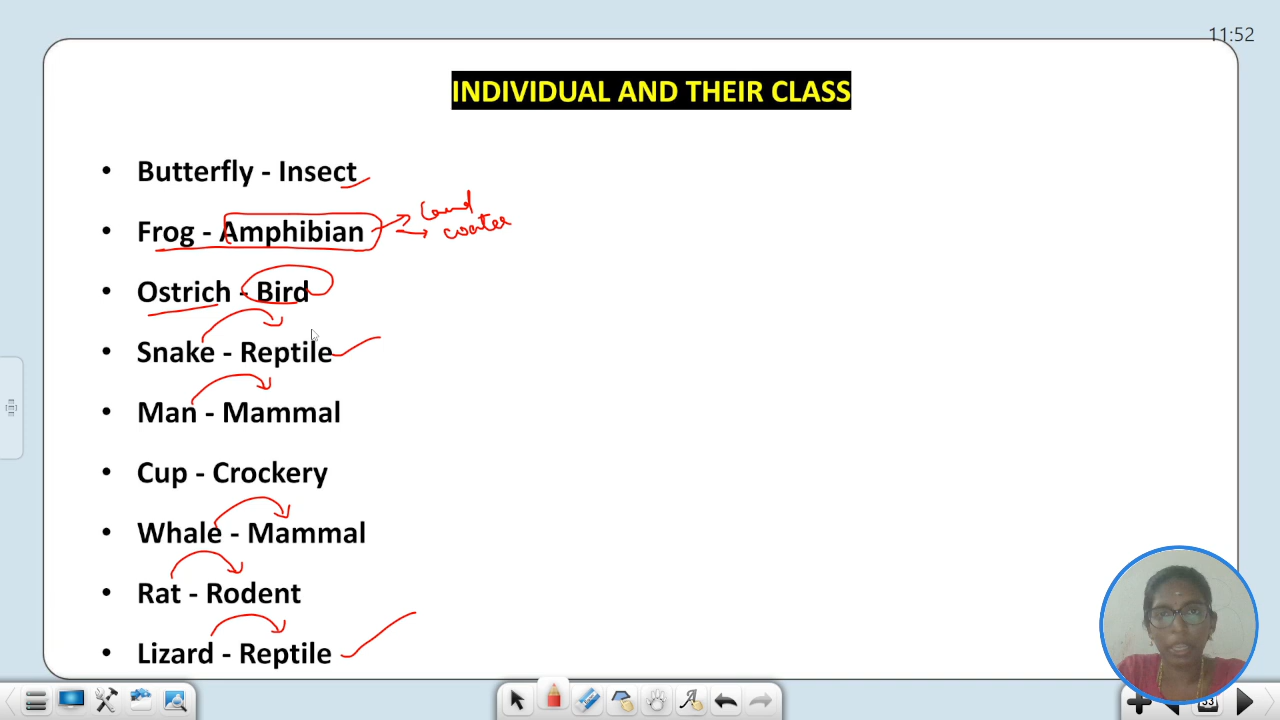 11:52
INDIVIDUAL AND THEIR CLASS
• Butterfly - Insect
• Frog - Amphibian
land
water
• Ostrich - Bird
• Snake - Reptile
• Man - Mammal
• Cup - Crockery
• Whale - Mammal
• Rat - Rodent
• Lizard - Reptile